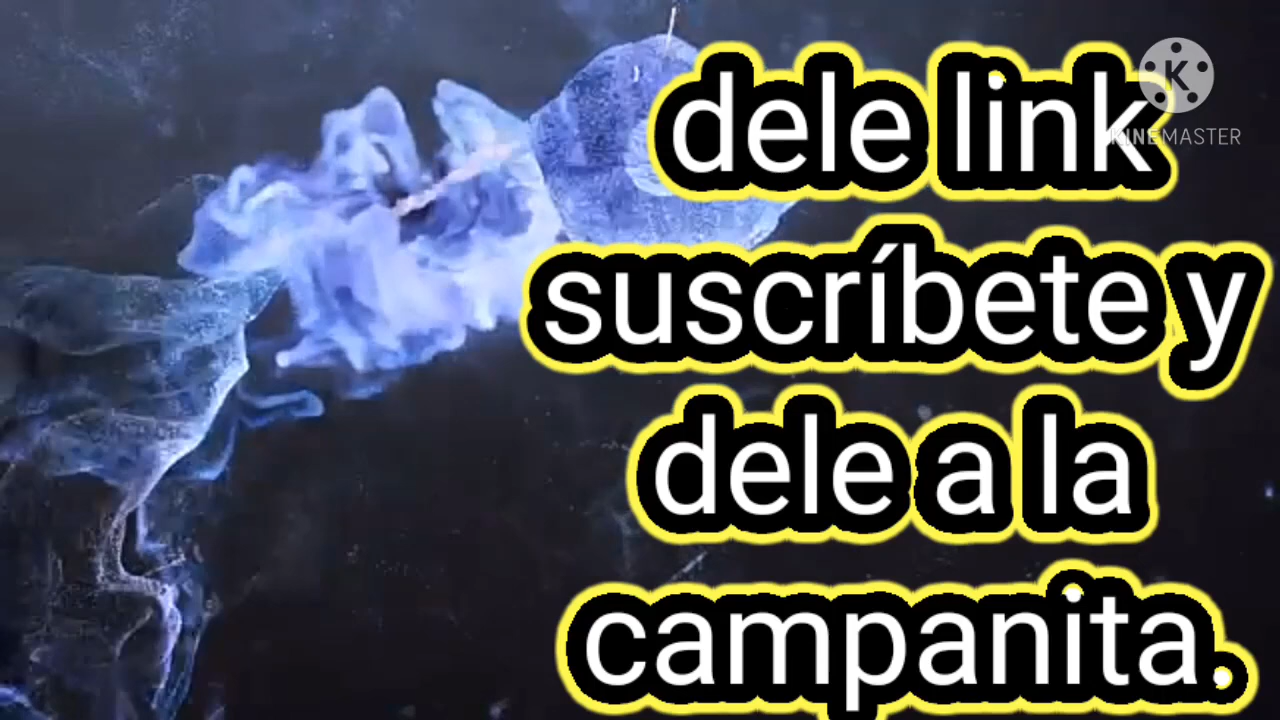 dele link
KINEMASTER
suscríbete y
dele a la
campanita.